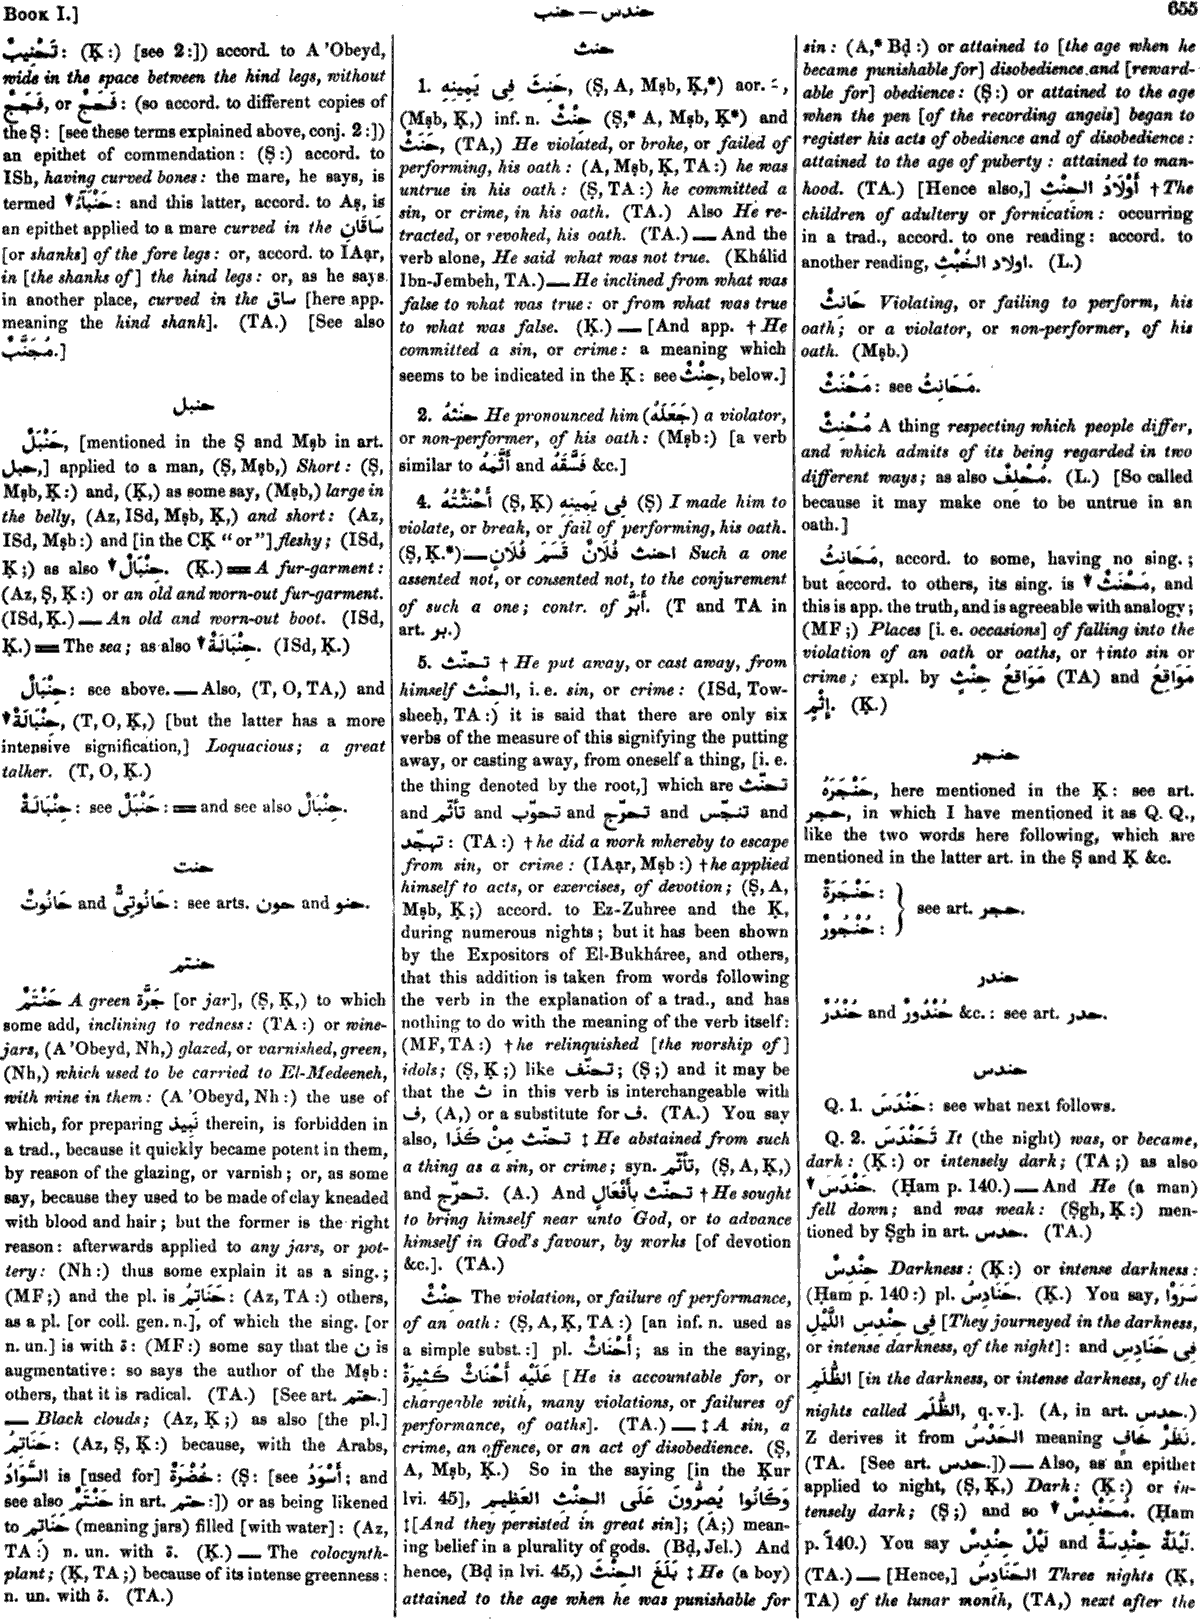 Book I.]
حنب — حندس
655
تَحْنِيبٌ: (Ḳ:) [see 2:]) accord. to A 'Obeyd,
wide in the space between the hind legs, without
فَحَجٌ, or فَجَجٌ: (so accord. to different copies of
the Ṣ: [see these terms explained above, conj. 2:])
an epithet of commendation: (Ṣ:) accord. to
ISh, having curved bones: the mare, he says, is
termed حَنْبَآءُ▼: and this latter, accord. to Aṣ, is
an epithet applied to a mare curved in the سَاقَانِ
[or shanks] of the fore legs: or, accord. to IAạr,
in [the shanks of] the hind legs: or, as he says
in another place, curved in the ساق [here app.
meaning the hind shank]. (TA.) [See also
مُجَنَّبٌ.]
حنبل
حَنْبَلٌ, [mentioned in the Ṣ and Mṣb in art.
حبل,] applied to a man, (Ṣ, Mṣb,) Short: (Ṣ,
Mṣb, Ḳ:) and, (Ḳ,) as some say, (Mṣb,) large in
the belly, (Az, ISd, Mṣb, Ḳ,) and short: (Az,
ISd, Mṣb:) and [in the CḲ "or"] fleshy; (ISd,
Ḳ;) as also حِنْبَالٌ▼. (Ḳ.) == A fur-garment:
(Az, Ṣ, Ḳ:) or an old and worn-out fur-garment.
(ISd, Ḳ.) — An old and worn-out boot. (ISd,
Ḳ.) == The sea; as also حِنْبَالَةٌ▼. (ISd, Ḳ.)
حِنْبَالٌ: see above. — Also, (T, O, TA,) and
حِنْبَالَةٌ▼, (T, O, Ḳ,) [but the latter has a more
intensive signification,] Loquacious; a great
talker. (T, O, Ḳ.)
حِنْبَالَةٌ: see حَنْبَلٌ: == and see also حِنْبَالٌ.
حنت
حَانُوتٌ and حَانُوتِىٌّ: see arts. حون and حنو.
حنتم
حَنْتَمٌ A green جَرَّة [or jar], (Ṣ, Ḳ,) to which
some add, inclining to redness: (TA:) or wine-
jars, (A 'Obeyd, Nh,) glazed, or varnished, green,
(Nh,) which used to be carried to El-Medeeneh,
with wine in them: (A 'Obeyd, Nh:) the use of
which, for preparing نَبِيذ therein, is forbidden in
a trad., because it quickly became potent in them,
by reason of the glazing, or varnish; or, as some
say, because they used to be made of clay kneaded
with blood and hair; but the former is the right
reason: afterwards applied to any jars, or pot-
tery: (Nh:) thus some explain it as a sing.;
(MF;) and the pl. is حَنَاتِمُ: (Az, TA:) others,
as a pl. [or coll. gen. n.], of which the sing. [or
n. un.] is with ة: (MF:) some say that the ن is
augmentative: so says the author of the Mṣb:
others, that it is radical. (TA.) [See art. حتم.]
— Black clouds; (Az, Ḳ;) as also [the pl.]
حَنَاتِمُ: (Az, Ṣ, Ḳ:) because, with the Arabs,
السَّوَادُ is [used for] خُضْرَةٌ: (Ṣ: [see أَسْوَدُ; and
see also حَنْتَمٌ in art. حتم:]) or as being likened
to حَنَاتِم (meaning jars) filled [with water]: (Az,
TA:) n. un. with ة. (Ḳ.) — The colocynth-
plant; (Ḳ, TA;) because of its intense greenness:
n. un. with ة. (TA.)
حنث
1. حَنِثَ فِى يَمِينِهِ, (Ṣ, A, Mṣb, Ḳ,*) aor. ـَ,
(Mṣb, Ḳ,) inf. n. حِنْثٌ (Ṣ,* A, Mṣb, Ḳ*) and
حَنَثٌ, (TA,) He violated, or broke, or failed of
performing, his oath: (A, Mṣb, Ḳ, TA:) he was
untrue in his oath: (Ṣ, TA:) he committed a
sin, or crime, in his oath. (TA.) Also He re-
tracted, or revoked, his oath. (TA.) — And the
verb alone, He said what was not true. (Khálid
Ibn-Jembeh, TA.) — He inclined from what was
false to what was true: or from what was true
to what was false. (Ḳ.) — [And app. † He
committed a sin, or crime: a meaning which
seems to be indicated in the Ḳ: see حِنْثٌ, below.]
2. حنّثهُ He pronounced him (جَعَلَهُ) a violator,
or non-performer, of his oath: (Mṣb:) [a verb
similar to أَثَّمَهُ and فَسَّقَهُ &c.]
4. أَحْنَثْتُهُ (Ṣ, Ḳ) فِى يَمِينِهِ (Ṣ) I made him to
violate, or break, or fail of performing, his oath.
(Ṣ, Ḳ.*) — احنث فُلَانٌ قَسَمَ فُلَانٍ Such a one
assented not, or consented not, to the conjurement
of such a one; contr. of أَبَرَّ. (T and TA in
art. بر.)
5. تحنّث † He put away, or cast away, from
himself الحِنْث, i. e. sin, or crime: (ISd, Tow-
sheeḥ, TA:) it is said that there are only six
verbs of the measure of this signifying the putting
away, or casting away, from oneself a thing, [i. e.
the thing denoted by the root,] which are تحنّث
and تأثّم and تحوّب and تحرّج and تنجّس and
تهجّد: (TA:) † he did a work whereby to escape
from sin, or crime: (IAạr, Mṣb:) † he applied
himself to acts, or exercises, of devotion; (Ṣ, A,
Mṣb, Ḳ;) accord. to Ez-Zuhree and the Ḳ,
during numerous nights; but it has been shown
by the Expositors of El-Bukháree, and others,
that this addition is taken from words following
the verb in the explanation of a trad., and has
nothing to do with the meaning of the verb itself:
(MF, TA:) † he relinquished [the worship of]
idols; (Ṣ, Ḳ;) like تحنّف; (Ṣ;) and it may be
that the ث in this verb is interchangeable with
ف, (A,) or a substitute for ف. (TA.) You say
also, تحنّث مِنْ كَذَا ‡ He abstained from such
a thing as a sin, or crime; syn. تَأَثَّمَ, (Ṣ, A, Ḳ,)
and تحرّج. (A.) And تحنّث بِأَفْعَالٍ † He sought
to bring himself near unto God, or to advance
himself in God's favour, by works [of devotion
&c.]. (TA.)
حِنْثٌ The violation, or failure of performance,
of an oath: (Ṣ, A, Ḳ, TA:) [an inf. n. used as
a simple subst.:] pl. أَحْنَاثٌ; as in the saying,
عَلَيْهِ أَحْنَاثٌ كَثِيرَةٌ [He is accountable for, or
chargeable with, many violations, or failures of
performance, of oaths]. (TA.) — ‡ A sin, a
crime, an offence, or an act of disobedience. (Ṣ,
A, Mṣb, Ḳ.) So in the saying [in the Ḳur
lvi. 45], وَكَانُوا يُصِرُّونَ عَلَى الحِنْثِ العَظِيمِ
‡ [And they persisted in great sin]; (A;) mean-
ing belief in a plurality of gods. (Bḍ, Jel.) And
hence, (Bḍ in lvi. 45,) بَلَغَ الحِنْثَ ‡ He (a boy)
attained to the age when he was punishable for
sin: (A,* Bḍ:) or attained to [the age when he
became punishable for] disobedience and [reward-
able for] obedience: (Ṣ:) or attained to the age
when the pen [of the recording angels] began to
register his acts of obedience and of disobedience:
attained to the age of puberty: attained to man-
hood. (TA.) [Hence also,] أَوْلَادُ الحِنْثِ † The
children of adultery or fornication: occurring
in a trad., accord. to one reading: accord. to
another reading, اولاد الخَبَثِ. (L.)
حَانِثٌ Violating, or failing to perform, his
oath; or a violator, or non-performer, of his
oath. (Mṣb.)
مَحْنَثٌ: see مَحَانِثُ.
مُحْنِثٌ A thing respecting which people differ,
and which admits of its being regarded in two
different ways; as also مُحْلِفٌ. (L.) [So called
because it may make one to be untrue in an
oath.]
مَحَانِثُ, accord. to some, having no sing.;
but accord. to others, its sing. is مَحْنَثٌ▼, and
this is app. the truth, and is agreeable with analogy;
(MF;) Places [i. e. occasions] of falling into the
violation of an oath or oaths, or † into sin or
crime; expl. by مَوَاقِعُ حِنْثٍ (TA) and مَوَاقِعُ
إِثْمٍ. (Ḳ.)
حنجر
حَنْجَرَهُ, here mentioned in the Ḳ: see art.
حجر, in which I have mentioned it as Q. Q.,
like the two words here following, which are
mentioned in the latter art. in the Ṣ and Ḳ &c.
حَنْجَرَةٌ:
حُنْجُورٌ: } see art. حجر.
حندر
حُنْدُرٌ and حُنْدُورٌ &c.: see art. حدر.
حندس
Q. 1. حَنْدَسَ: see what next follows.
Q. 2. تَحَنْدَسَ It (the night) was, or became,
dark: (Ḳ:) or intensely dark; (TA;) as also
حَنْدَسَ▼. (Ḥam p. 140.) — And He (a man)
fell down; and was weak: (Ṣgh, Ḳ:) men-
tioned by Ṣgh in art. حدس. (TA.)
حِنْدِسٌ Darkness: (Ḳ:) or intense darkness:
(Ḥam p. 140:) pl. حَنَادِسُ. (Ḳ.) You say, سَرَوْا
فِى حِنْدِسِ اللَّيْلِ [They journeyed in the darkness,
or intense darkness, of the night]: and فِى حَنَادِسِ
الظُّلَمِ [in the darkness, or intense darkness, of the
nights called الظُّلَم, q. v.]. (A, in art. حدس.)
Z derives it from الحَدْسُ meaning نَظَرٌ خَافٍ.
(TA. [See art. حدس.]) — Also, as an epithet
applied to night, (Ṣ, Ḳ,) Dark: (Ḳ:) or in-
tensely dark; (Ṣ;) and so مُحَنْدِسٌ▼. (Ḥam
p. 140.) You say لَيْلٌ حِنْدِسٌ and لَيْلَةٌ حِنْدِسَةٌ.
(TA.) — [Hence,] الحَنَادِسُ Three nights (Ḳ,
TA) of the lunar month, (TA,) next after the